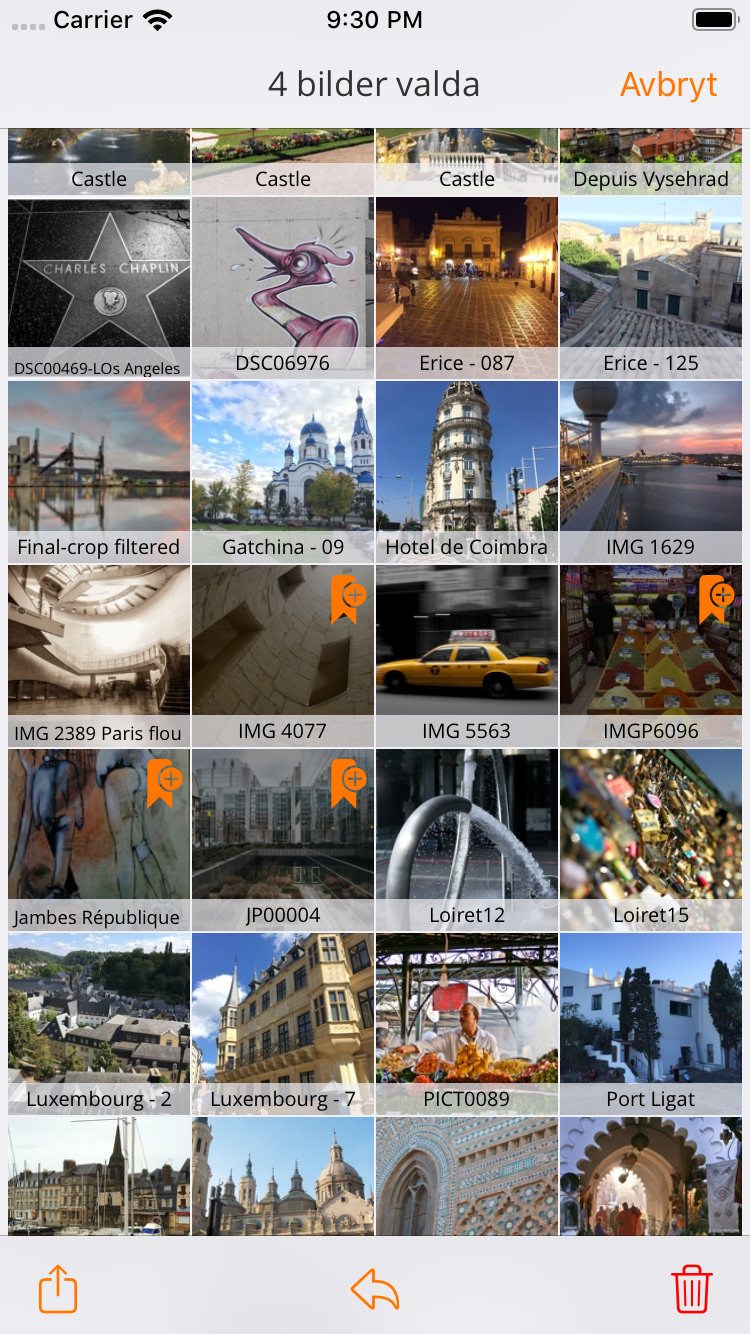 Carrier
9:30 PM
4 bilder valda
Avbryt
Castle
Castle
Castle
Depuis Vysehrad
CHARLES CHAPLIN
DSC00469-LOs Angeles
DSC06976
Erice - 087
Erice - 125
Final-crop filtered
Gatchina - 09
Hotel de Coimbra
IMG 1629
IMG 2389 Paris flou
IMG 4077
IMG 5563
IMGP6096
Jambes République
JP00004
Loiret12
Loiret15
Luxembourg - 2
Luxembourg - 7
PICT0089
Port Ligat